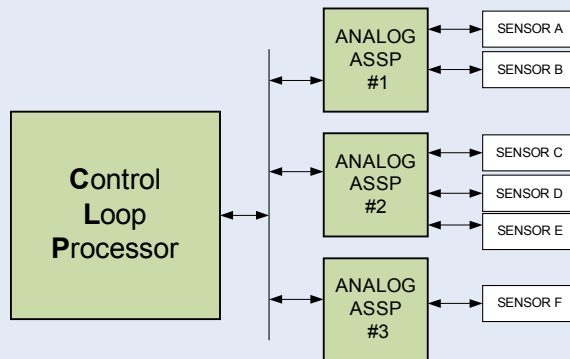 Control
Loop
Processor
ANALOG
ASSP
#1
SENSOR A
SENSOR B
ANALOG
ASSP
#2
SENSOR C
SENSOR D
SENSOR E
ANALOG
ASSP
#3
SENSOR F